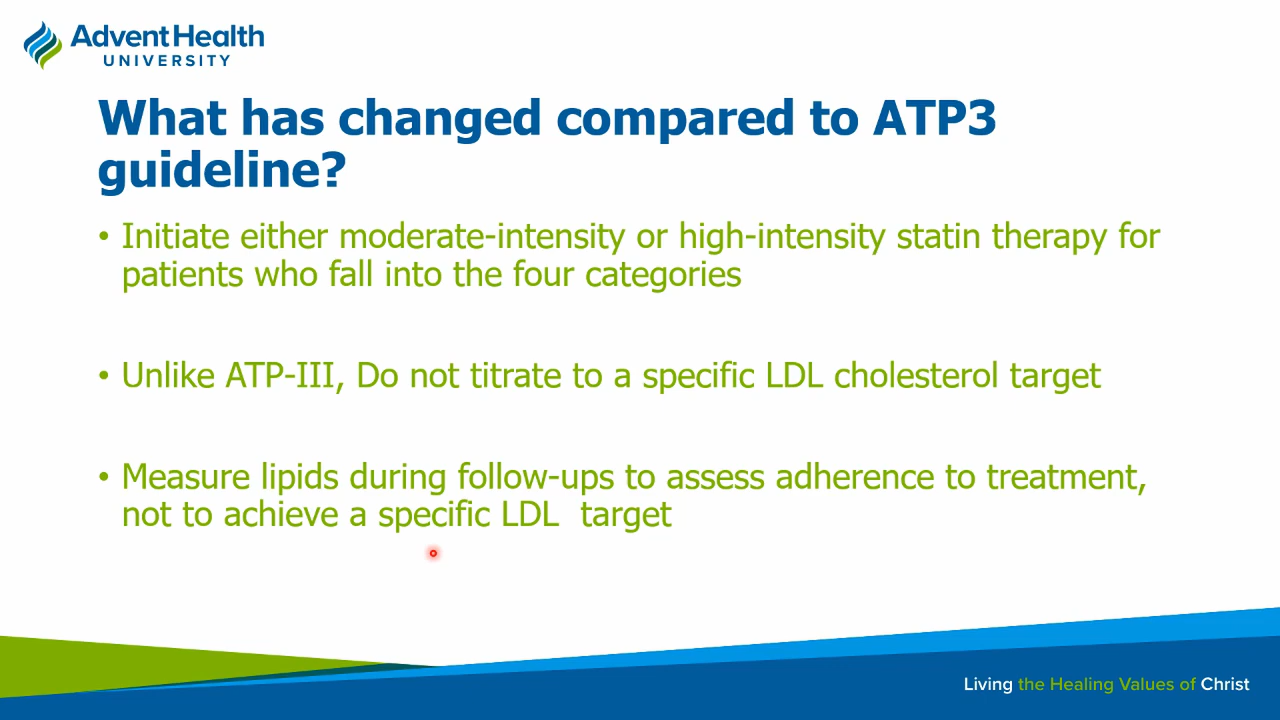 AdventHealth
UNIVERSITY
What has changed compared to ATP3
guideline?
• Initiate either moderate-intensity or high-intensity statin therapy for
patients who fall into the four categories
• Unlike ATP-III, Do not titrate to a specific LDL cholesterol target
• Measure lipids during follow-ups to assess adherence to treatment,
not to achieve a specific LDL  target
Living the Healing Values of Christ